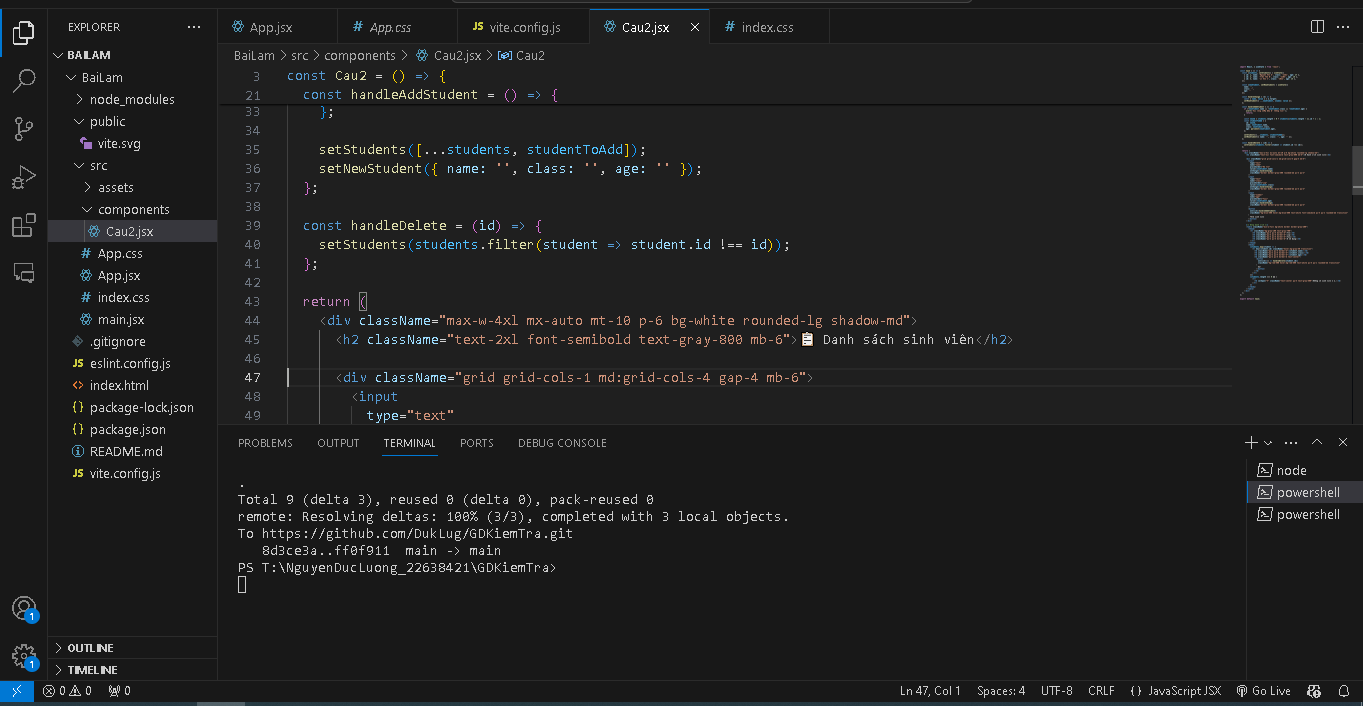 EXPLORER
BAILAM
BaiLam
node_modules
public
vite.svg
src
assets
components
Cau2.jsx
App.css
App.jsx
index.css
main.jsx
.gitignore
eslint.config.js
index.html
package-lock.json
package.json
README.md
vite.config.js
OUTLINE
TIMELINE
App.jsx
App.css
vite.config.js
Cau2.jsx
index.css
BaiLam > src > components > Cau2.jsx > Cau2
3 const Cau2 = () => {
21 const handleAddStudent = () => {
33 };
34
35 setStudents([...students, studentToAdd]);
36 setNewStudent({ name: '', class: '', age: '' });
37 };
38
39 const handleDelete = (id) => {
40 setStudents(students.filter(student => student.id !== id));
41 };
42
43 return (
44 <div className="max-w-4xl mx-auto mt-10 p-6 bg-white rounded-lg shadow-md">
45 <h2 className="text-2xl font-semibold text-gray-800 mb-6">📋 Danh sách sinh viên</h2>
46
47 <div className="grid grid-cols-1 md:grid-cols-4 gap-4 mb-6">
48 <input
49 type="text"
PROBLEMS OUTPUT TERMINAL PORTS DEBUG CONSOLE
.
Total 9 (delta 3), reused 0 (delta 0), pack-reused 0
remote: Resolving deltas: 100% (3/3), completed with 3 local objects.
To https://github.com/DukLug/GDKiemTra.git
8d3ce3a..ff0f911 main -> main
PS T:\NguyenDucLuong_22638421\GDKiemTra>
node
powershell
powershell
1
1
0 0 0 Ln 47, Col 1 Spaces: 4 UTF-8 CRLF {} JavaScript JSX Go Live